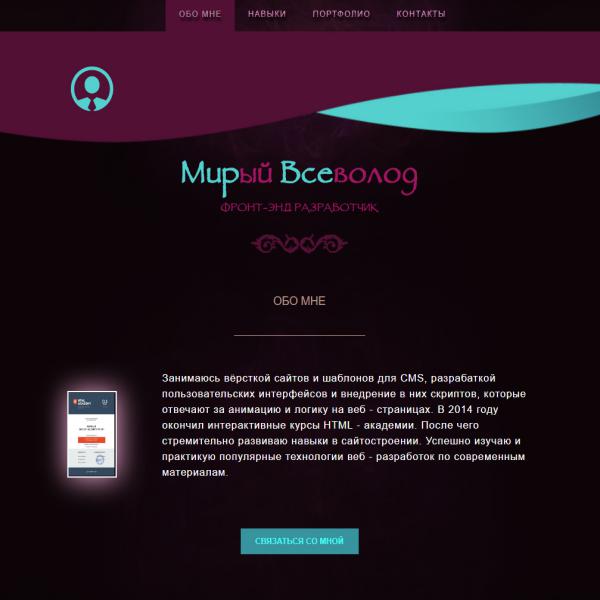 ОБО МНЕ НАВЫКИ ПОРТФОЛИО КОНТАКТЫ
Мирый Всеволод
ФРОНТ-ЭНД РАЗРАБОТЧИК
ОБО МНЕ
Занимаюсь вёрсткой сайтов и шаблонов для CMS, разрабаткой
пользовательских интерфейсов и внедрение в них скриптов, которые
отвечают за анимацию и логику на веб - страницах. В 2014 году
окончил интерактивные курсы HTML - академии. После чего
стремительно развиваю навыки в сайтостроении. Успешно изучаю и
практикую популярные технологии веб - разработок по современным
материалам.
СВЯЗАТЬСЯ СО МНОЙ